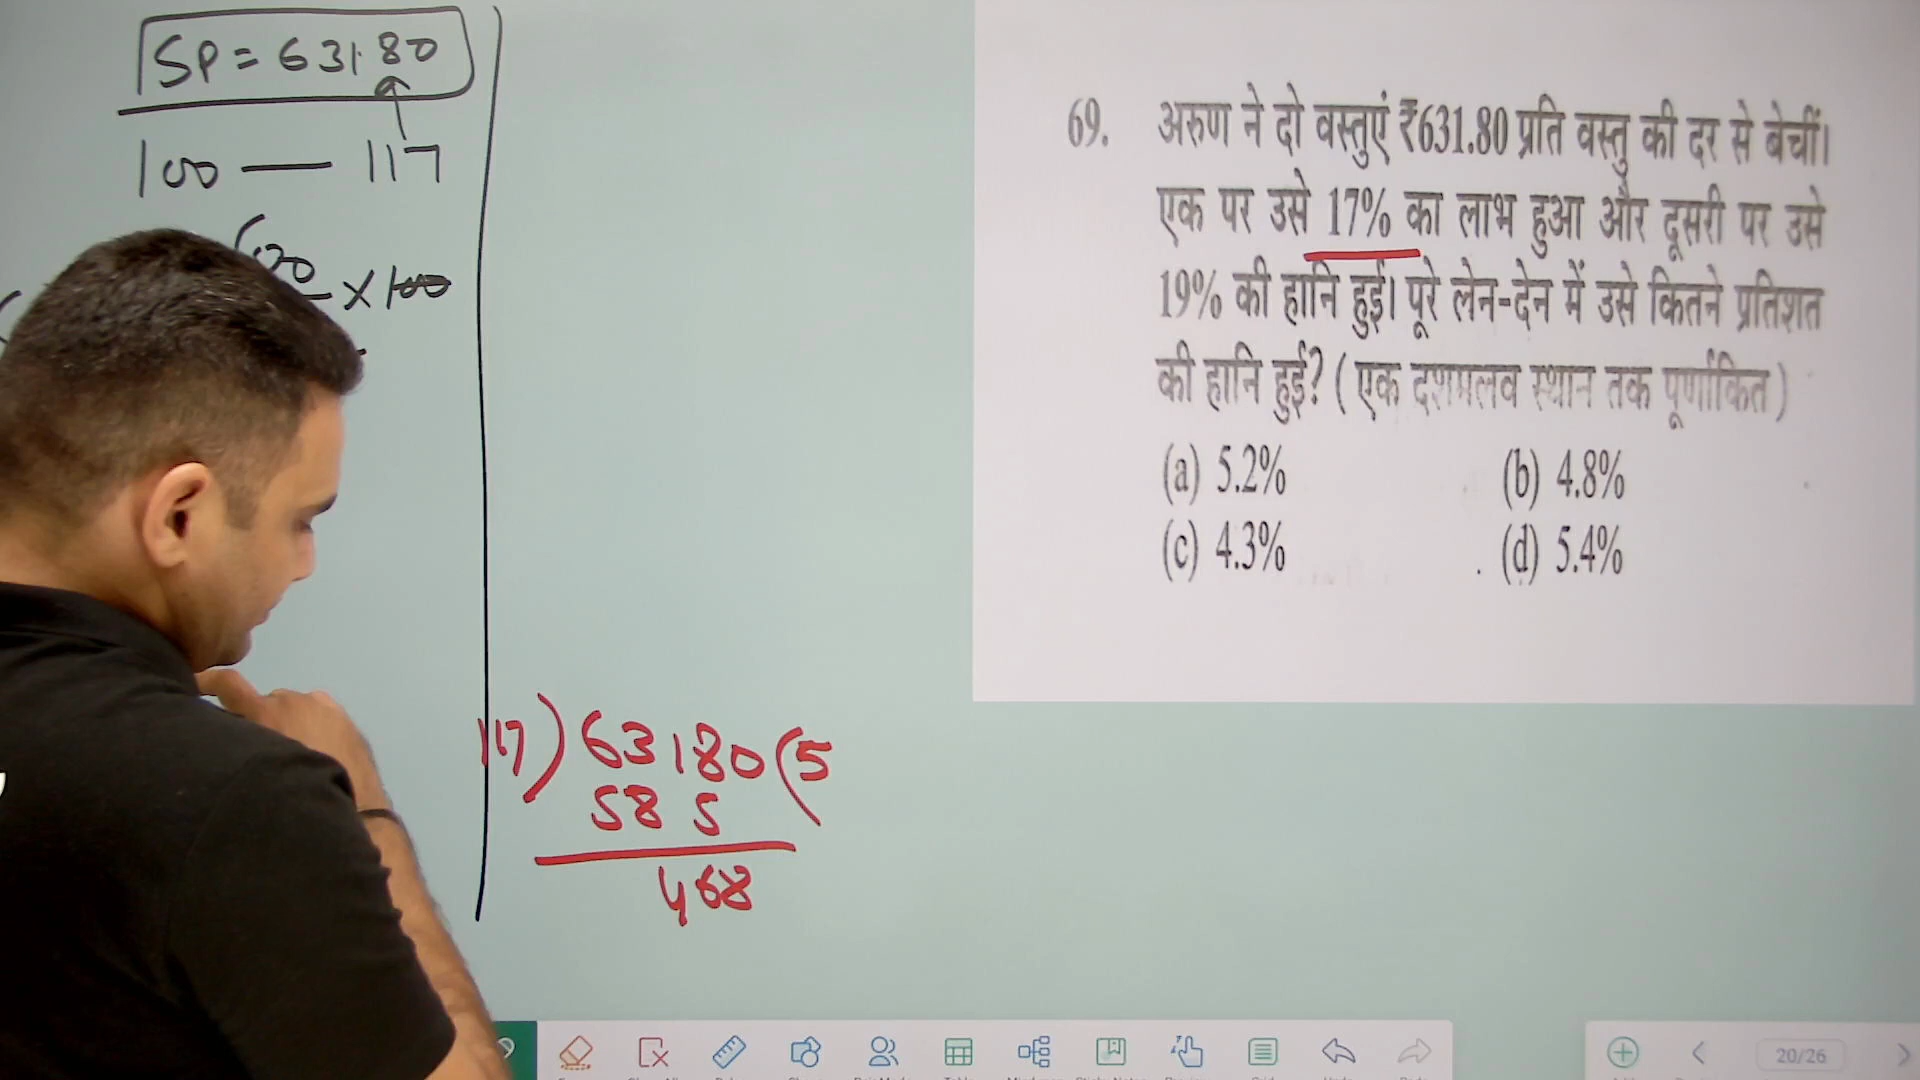 SP = 631.80
100 — 117
× 100
117 ) 63180 ( 5
58 5
468
69. अरुण ने दो वस्तुएं ₹631.80 प्रति वस्तु की दर से बेचीं।
एक पर उसे 17% का लाभ हुआ और दूसरी पर उसे
19% की हानि हुई। पूरे लेन-देन में उसे कितने प्रतिशत
की हानि हुई? ( एक दशमलव स्थान तक पूर्णांकित )
(a) 5.2% (b) 4.8%
(c) 4.3% (d) 5.4%
20/26